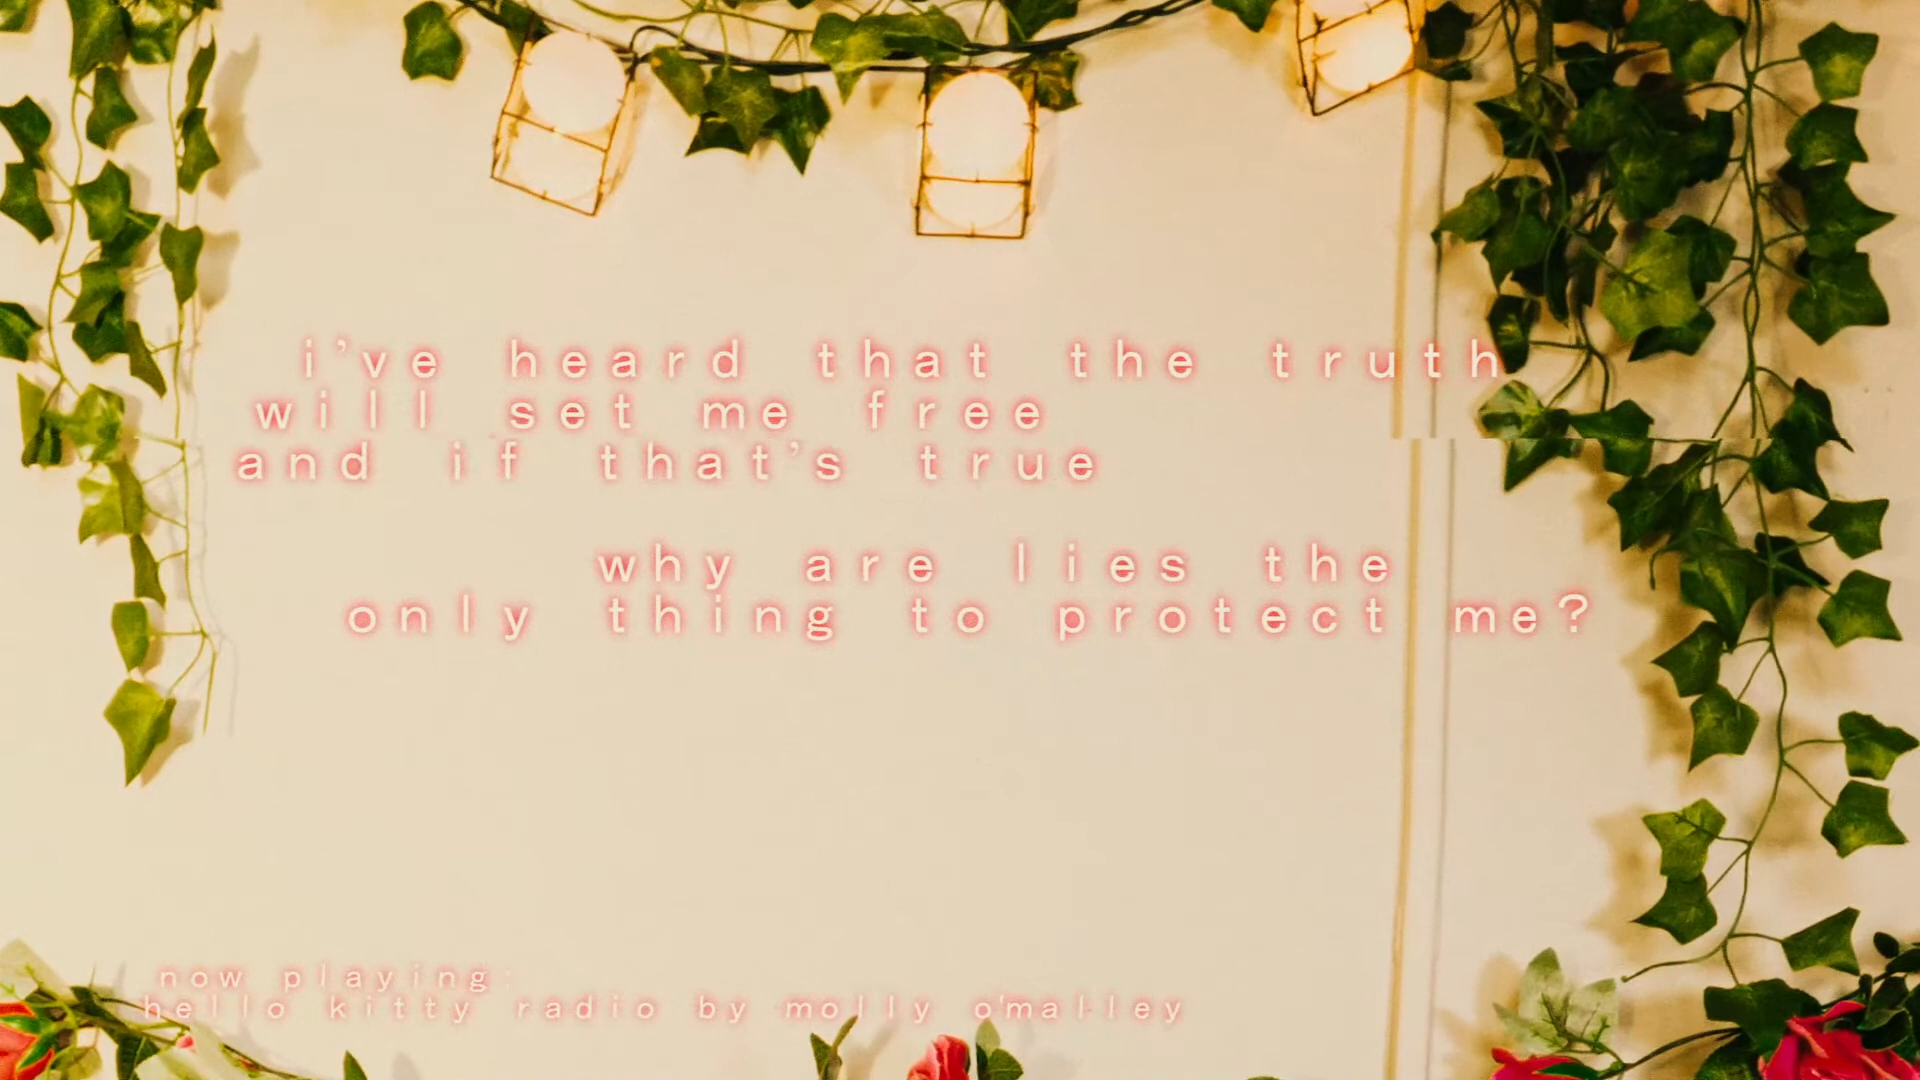 i've heard that the truth
will set me free
and if that's true
why are lies the
only thing to protect me?
now playing:
hello kitty radio by molly o'malley